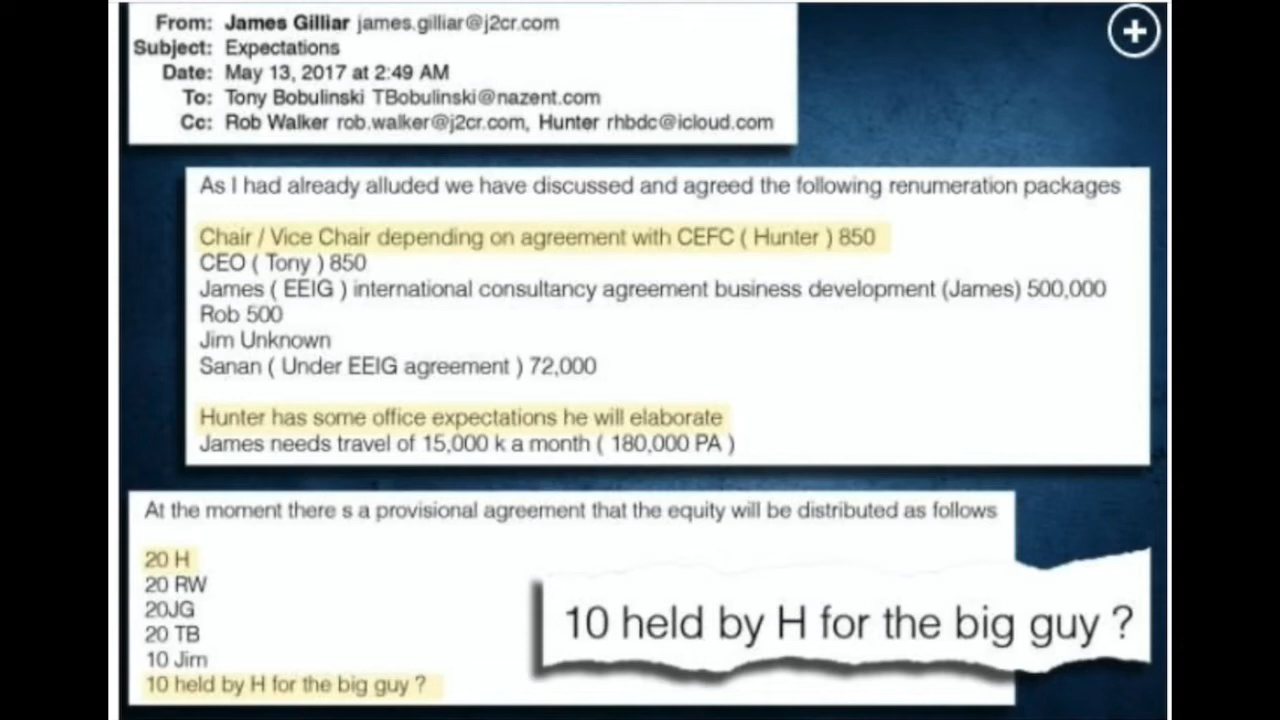 From: James Gilliar james.gilliar@j2cr.com
Subject: Expectations
Date: May 13, 2017 at 2:49 AM
To: Tony Bobulinski TBobulinski@nazent.com
Cc: Rob Walker rob.walker@j2cr.com, Hunter rhbdc@icloud.com
As I had already alluded we have discussed and agreed the following renumeration packages
Chair / Vice Chair depending on agreement with CEFC ( Hunter ) 850
CEO ( Tony ) 850
James ( EEIG ) international consultancy agreement business development (James) 500,000
Rob 500
Jim Unknown
Sanan ( Under EEIG agreement ) 72,000
Hunter has some office expectations he will elaborate
James needs travel of 15,000 k a month ( 180,000 PA )
At the moment there s a provisional agreement that the equity will be distributed as follows
20 H
20 RW
20JG
20 TB
10 Jim
10 held by H for the big guy ?
10 held by H for the big guy ?